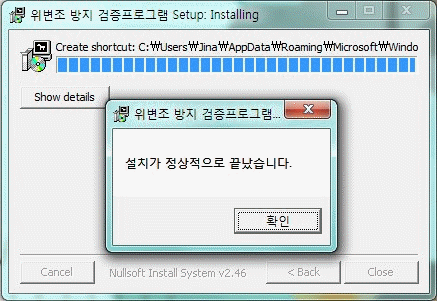 위변조 방지 검증프로그램 Setup: Installing
Create shortcut: C:₩Users₩Jina₩AppData₩Roaming₩Microsoft₩Windo
Show details
위변조 방지 검증프로그램...
설치가 정상적으로 끝났습니다.
확인
Cancel
Nullsoft Install System v2.46
< Back
Close